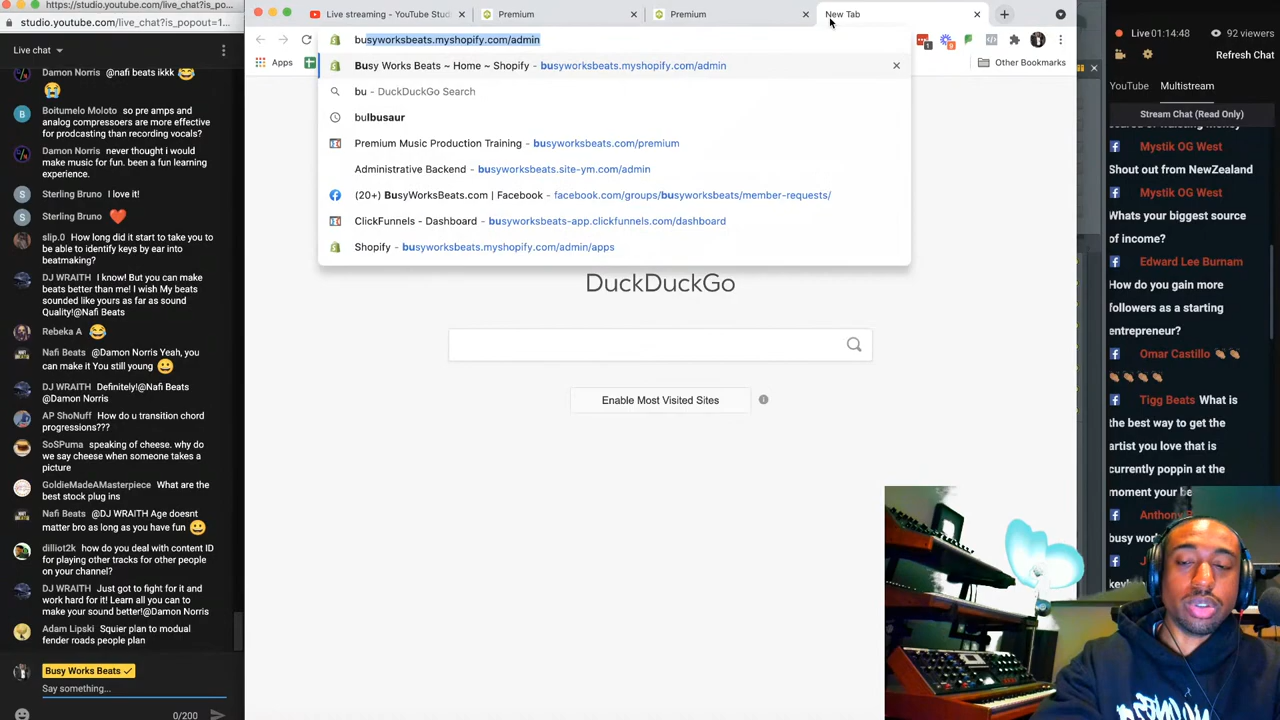 https://studio.youtube.com/live_chat?is_popout=...
studio.youtube.com/live_chat?is_popout=1...
Live chat
Damon Norris @nafi beats ikkk
Boitumelo Moloto so pre amps and
analog compressoers are more effective
for prodcasting than recording vocals?
Damon Norris never thought i would
make music for fun. been a fun learning
experience.
Sterling Bruno I love it!
Sterling Bruno
slip.0 How long did it start to take you to
be able to identify keys by ear into
beatmaking?
DJ WRAITH I know! But you can make
beats better than me! I wish My beats
sounded like yours as far as sound
Quality!@Nafi Beats
Rebeka A
Nafi Beats @Damon Norris Yeah, you
can make it You still young
DJ WRAITH Definitely!@Nafi Beats
@Damon Norris
AP ShoNuff How do u transition chord
progressions???
SoSPuma speaking of cheese. why do
we say cheese when someone takes a
picture
GoldieMadeAMasterpiece What are the
best stock plug ins
Nafi Beats @DJ WRAITH Age doesnt
matter bro as long as you have fun
dilliot2k how do you deal with content ID
for playing other tracks for other people
on your channel?
DJ WRAITH Just got to fight for it and
work hard for it! Learn all you can to
make your sound better!@Damon Norris
Adam Lipski Squier plan to modual
fender roads people plan
Busy Works Beats
Say something...
0/200
Live streaming - YouTube Stud
Premium
Premium
New Tab
busyworksbeats.myshopify.com/admin
Apps
Other Bookmarks
Busy Works Beats ~ Home ~ Shopify - busyworksbeats.myshopify.com/admin
bu - DuckDuckGo Search
bulbusaur
Premium Music Production Training - busyworksbeats.com/premium
Administrative Backend - busyworksbeats.site-ym.com/admin
(20+) BusyWorksBeats.com | Facebook - facebook.com/groups/busyworksbeats/member-requests/
ClickFunnels - Dashboard - busyworksbeats-app.clickfunnels.com/dashboard
Shopify - busyworksbeats.myshopify.com/admin/apps
DuckDuckGo
Enable Most Visited Sites
Live 01:14:48
92 viewers
Refresh Chat
YouTube
Multistream
Stream Chat (Read Only)
Mystik OG West
Shout out from NewZealand
Mystik OG West
Whats your biggest source
of income?
Edward Lee Burnam
How do you gain more
followers as a starting
entrepreneur?
Omar Castillo
Tigg Beats What is
the best way to get the
artist you love that is
currently poppin at the
moment your
busy work